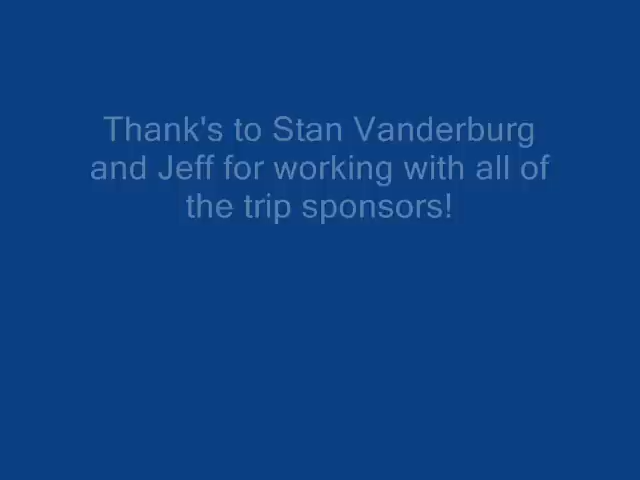 Thank's to Stan Vanderburg
and Jeff for working with all of
the trip sponsors!